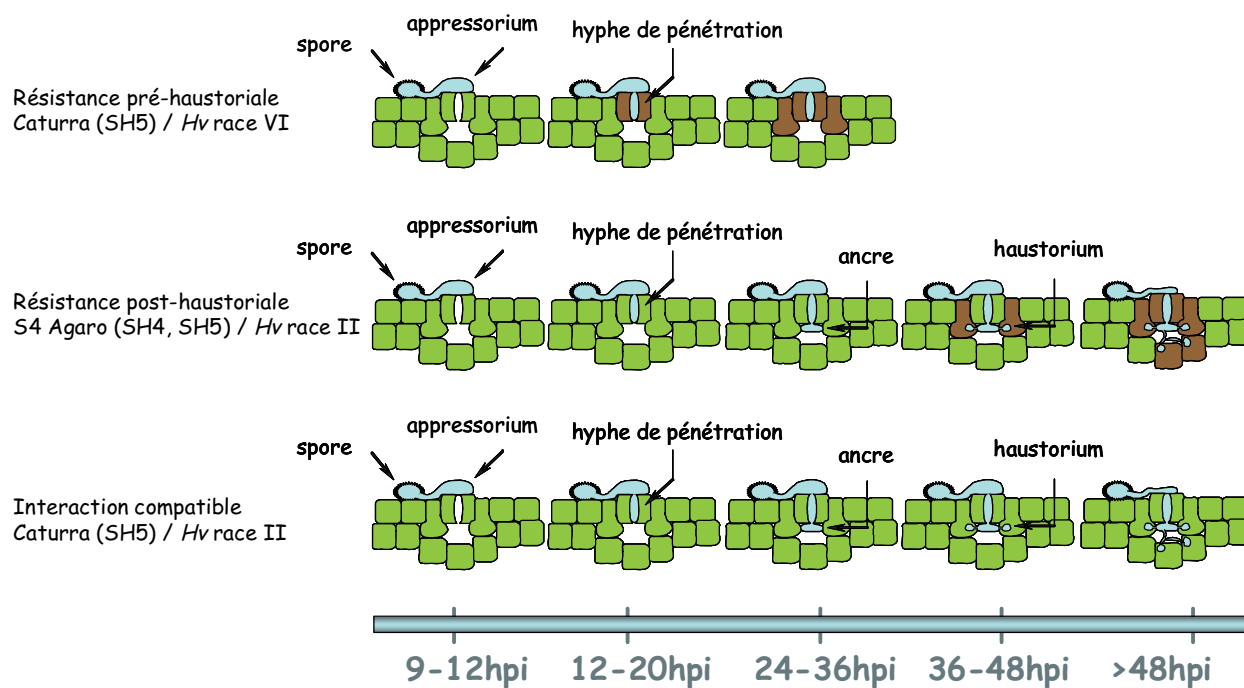 spore
appressorium
hyphe de pénétration
Résistance pré-haustoriale
Caturra (SH5) / Hv race VI
spore
appressorium
hyphe de pénétration
ancre
haustorium
Résistance post-haustoriale
S4 Agaro (SH4, SH5) / Hv race II
spore
appressorium
hyphe de pénétration
ancre
haustorium
Interaction compatible
Caturra (SH5) / Hv race II
9-12hpi
12-20hpi
24-36hpi
36-48hpi
>48hpi